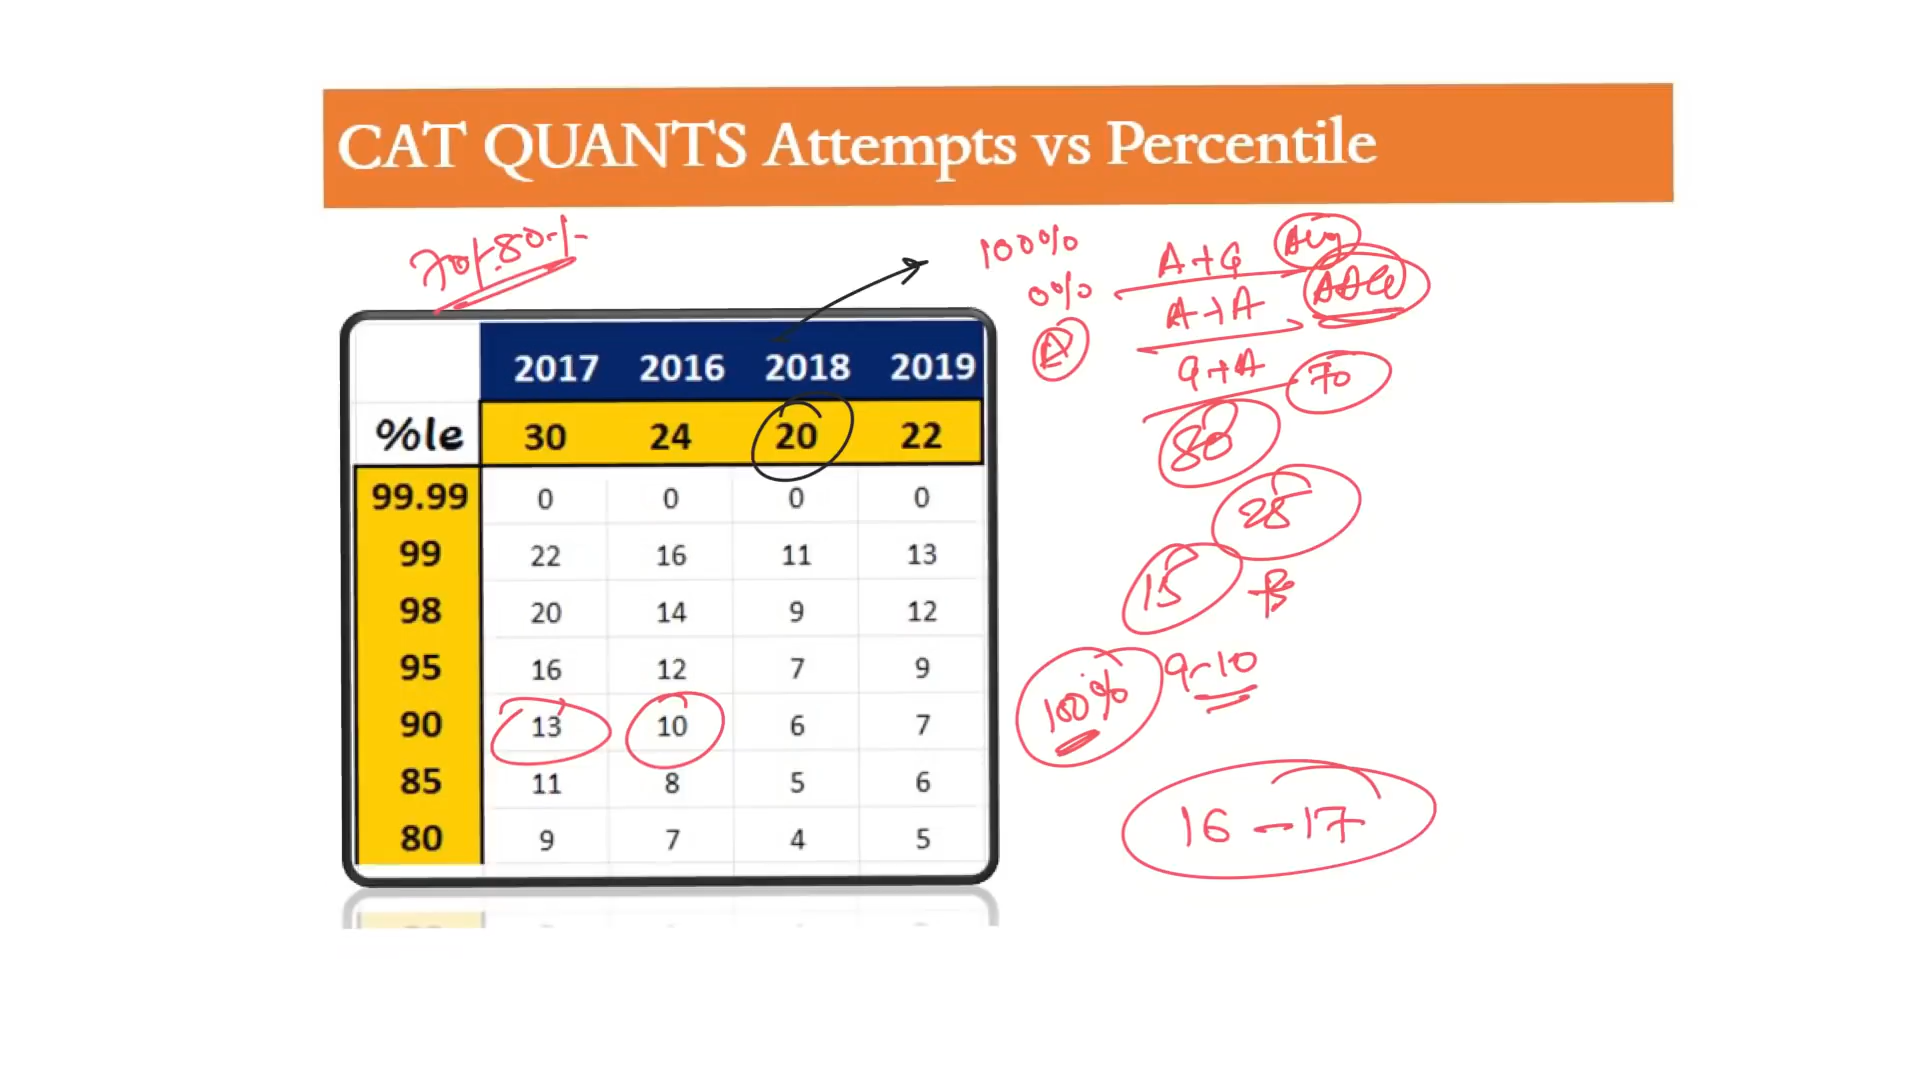 CAT QUANTS Attempts vs Percentile
70%.80%
100%
0%
A
A+G Avg
A+A
G+A 70
80
2017 2016 2018 2019
%le 30 24 20 22
99.99 0 0 0 0
99 22 16 11 13
98 20 14 9 12
95 16 12 7 9
90 13 10 6 7
85 11 8 5 6
80 9 7 4 5
28
15
100% 9-10
16-17